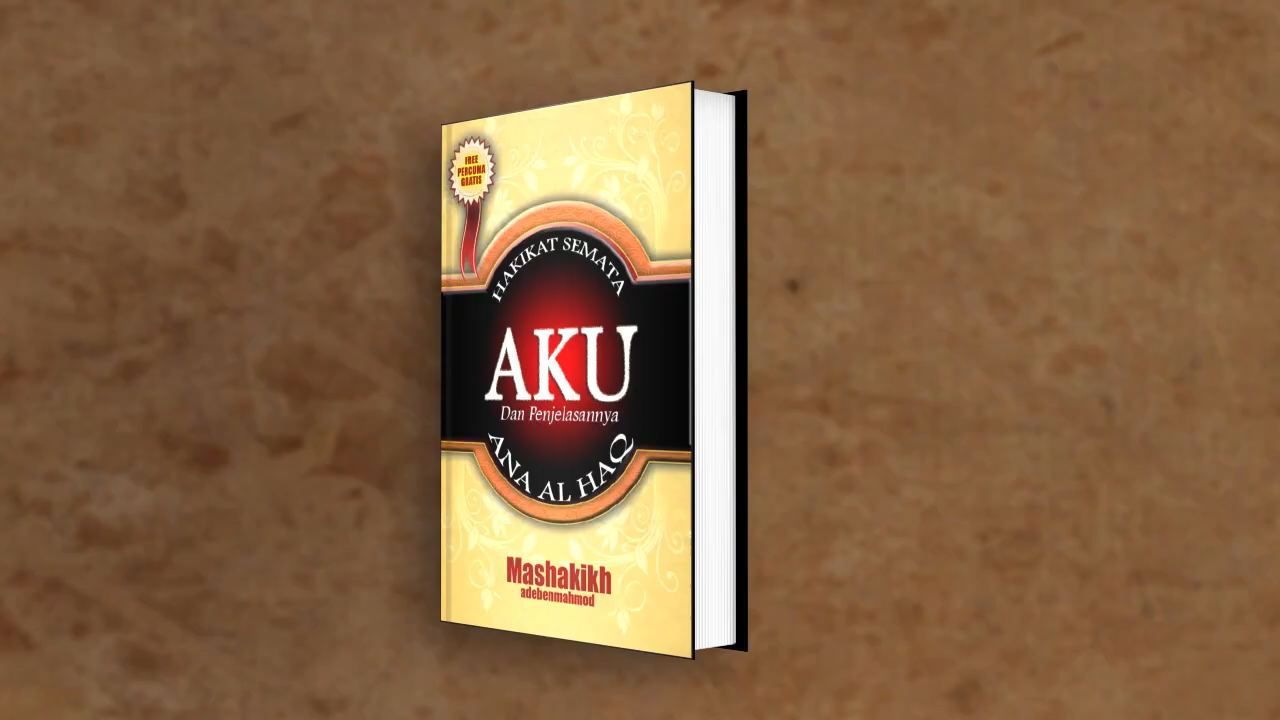 FREE
PERCUMA
GRATIS
HAKIKAT SEMATA
AKU
Dan Penjelasannya
ANA AL HAQ
Mashakikh
adebenmahmod